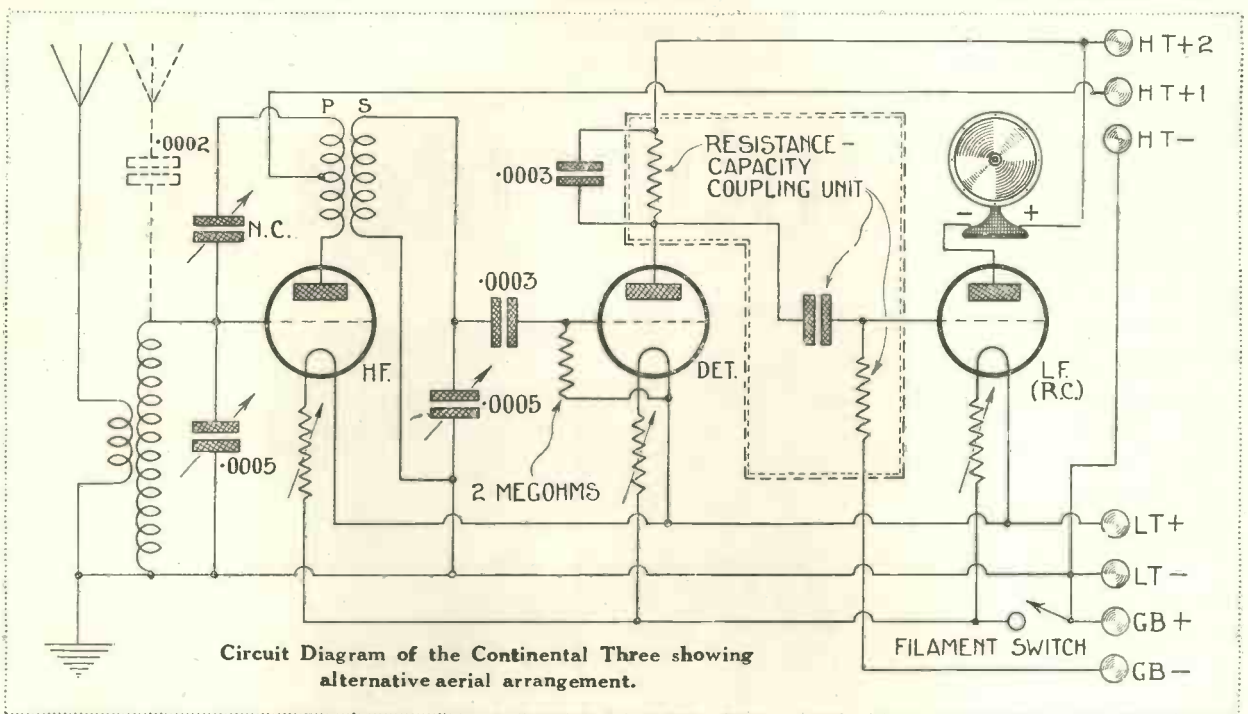 HT+2
HT+1
HT-
P S
.0002
N.C.
.0003
RESISTANCE-
CAPACITY
COUPLING UNIT
- +
.0003
H.F.
DET.
L.F.
(R.C.)
.0005
.0005
2 MEGOHMS
LT+
LT-
GB+
FILAMENT SWITCH
GB-
Circuit Diagram of the Continental Three showing
alternative aerial arrangement.